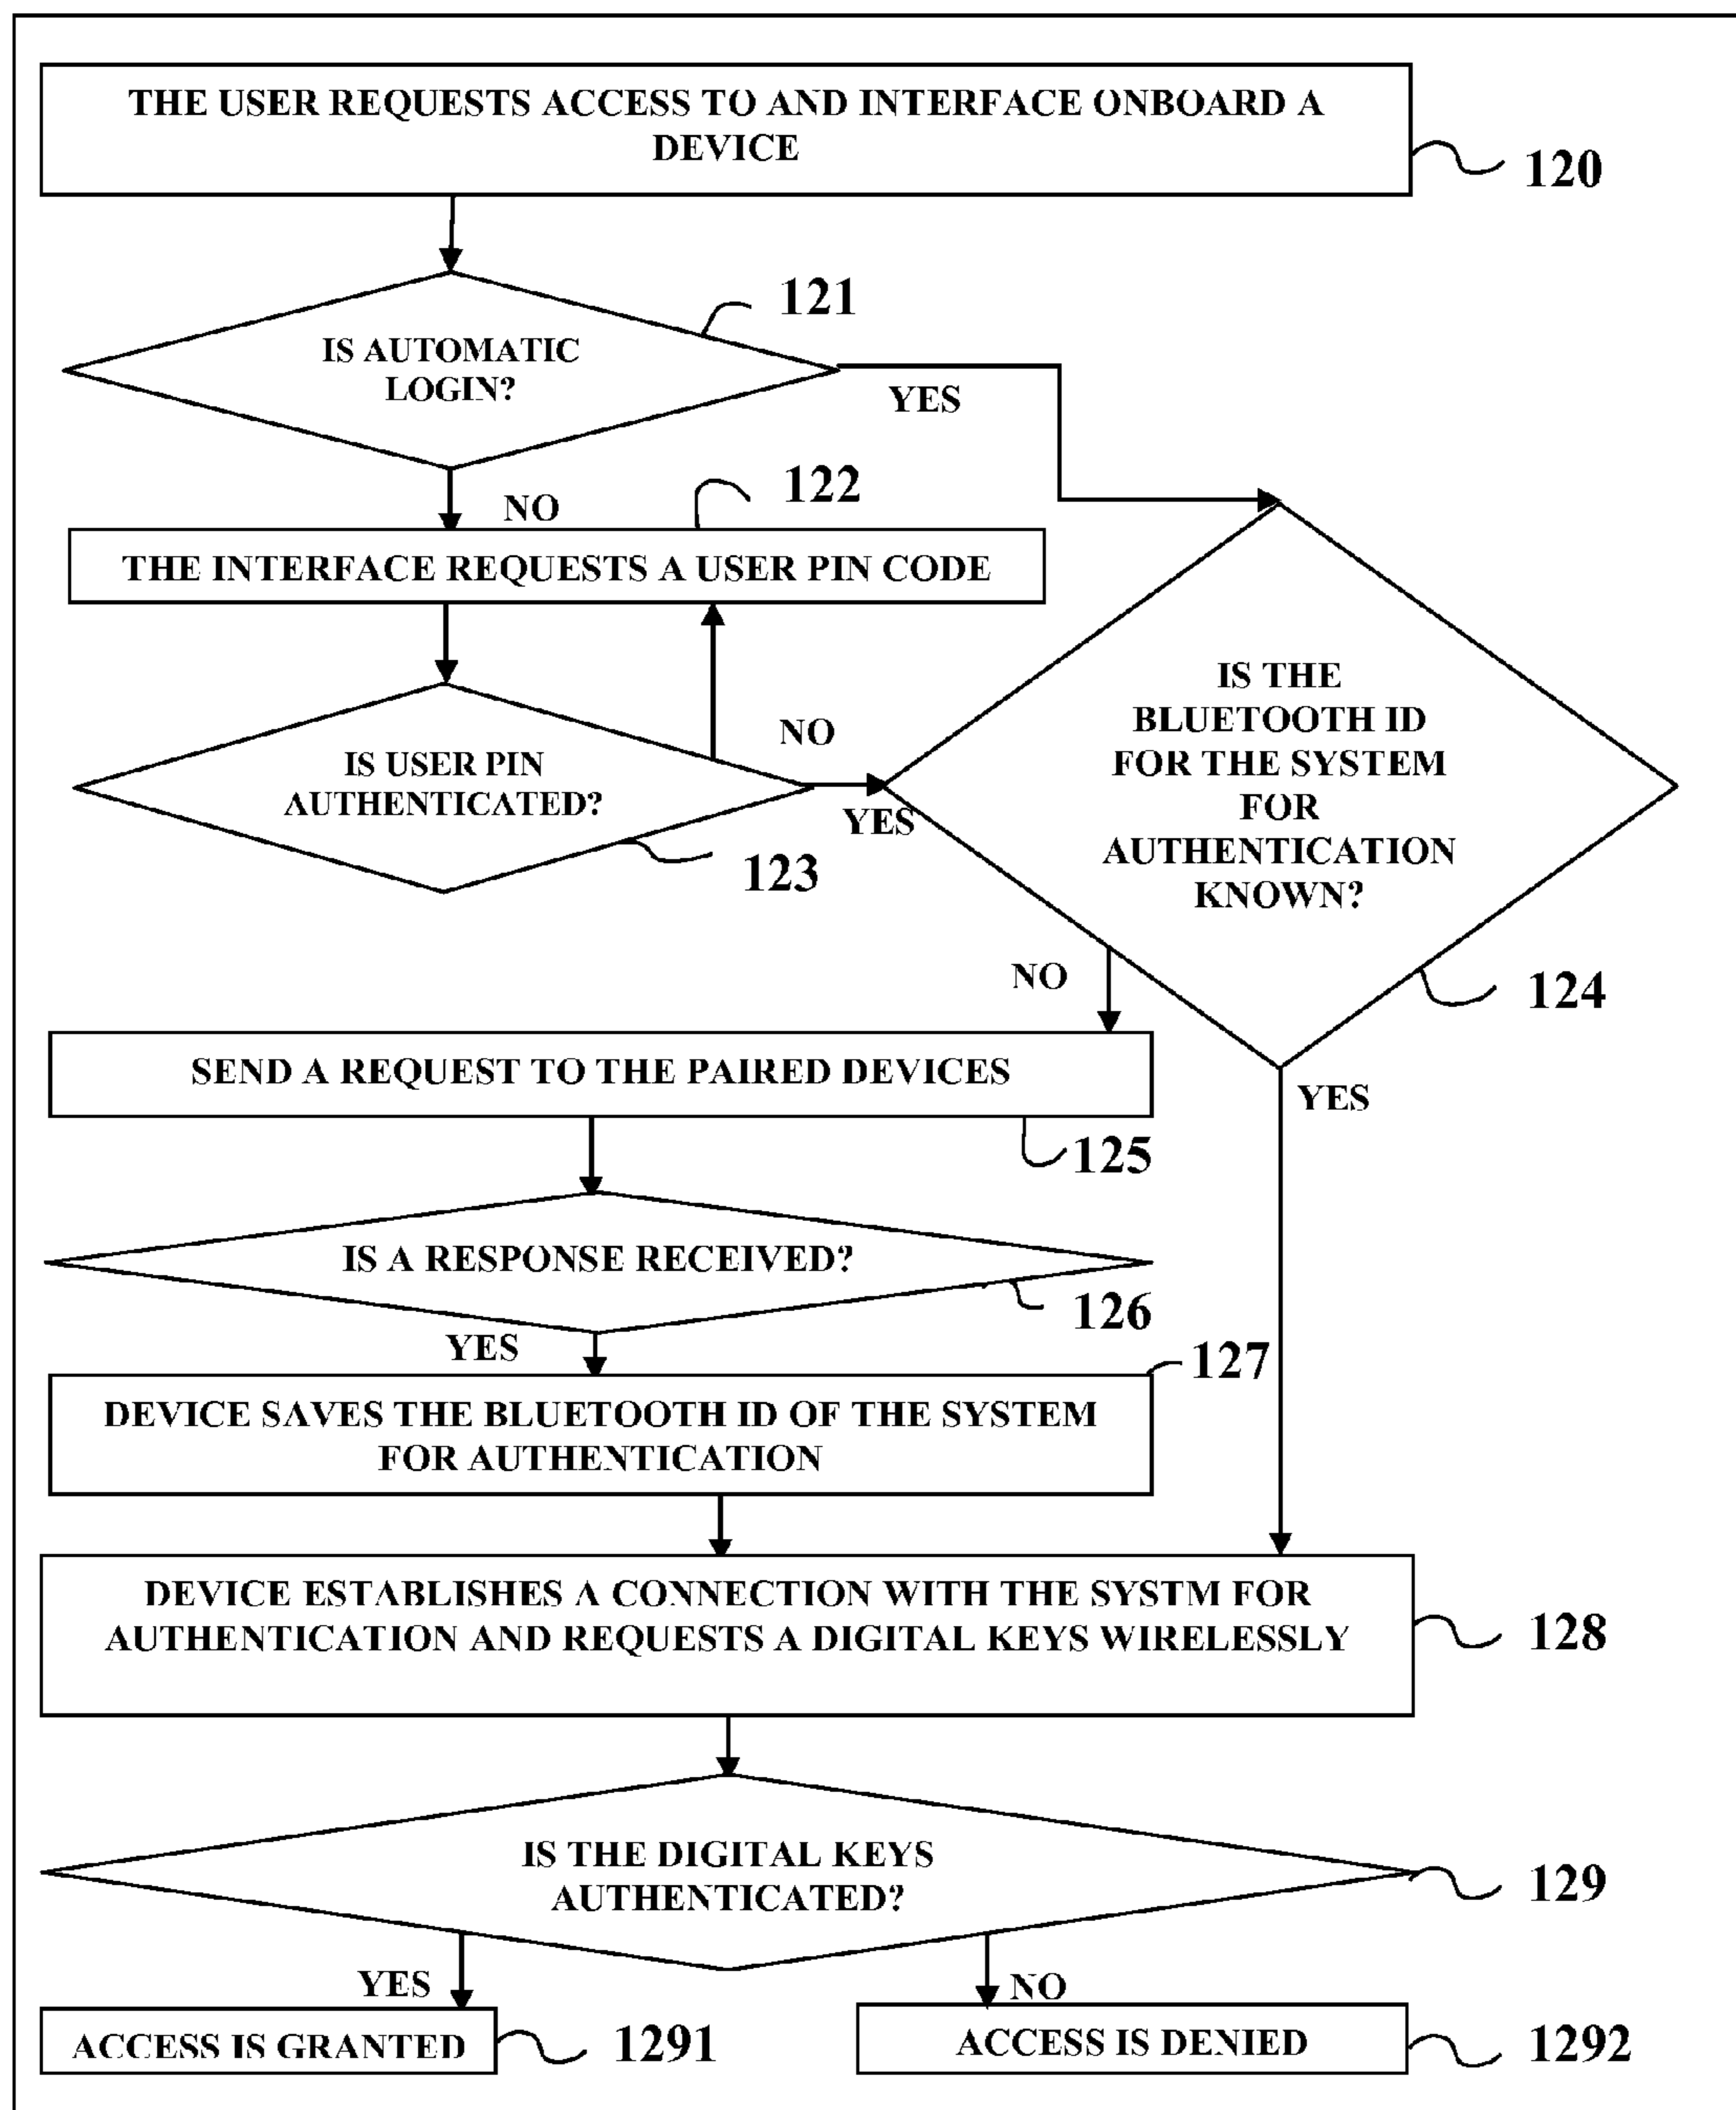 THE USER REQUESTS ACCESS TO AND INTERFACE ONBOARD A
DEVICE
120
121
IS AUTOMATIC
LOGIN?
YES
NO
122
THE INTERFACE REQUESTS A USER PIN CODE
NO
IS USER PIN
AUTHENTICATED?
YES
123
IS THE
BLUETOOTH ID
FOR THE SYSTEM
FOR
AUTHENTICATION
KNOWN?
124
NO
YES
SEND A REQUEST TO THE PAIRED DEVICES
125
IS A RESPONSE RECEIVED?
126
YES
127
DEVICE SAVES THE BLUETOOTH ID OF THE SYSTEM
FOR AUTHENTICATION
DEVICE ESTABLISHES A CONNECTION WITH THE SYSTM FOR
AUTHENTICATION AND REQUESTS A DIGITAL KEYS WIRELESSLY
128
IS THE DIGITAL KEYS
AUTHENTICATED?
129
YES
NO
ACCESS IS GRANTED
1291
ACCESS IS DENIED
1292